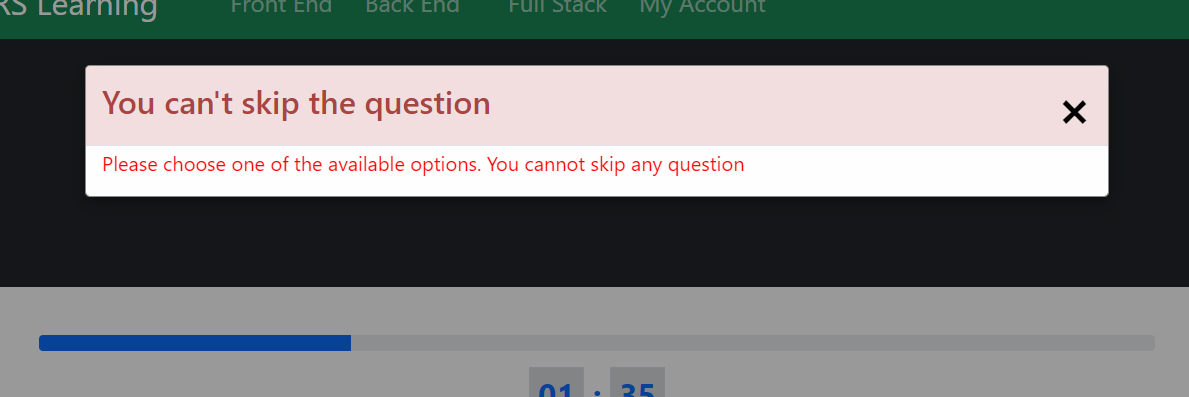 RS Learning Front End Back End Full Stack My Account
You can't skip the question
Please choose one of the available options. You cannot skip any question
01 : 35